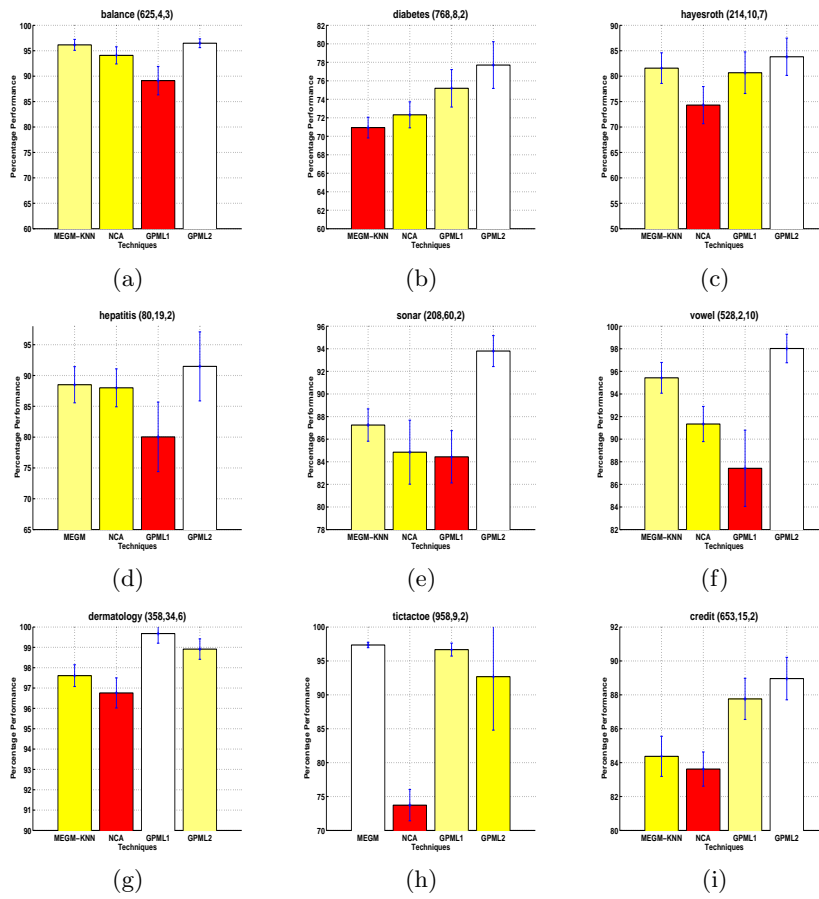 balance (625,4,3)
100
95
90
85
80
75
70
65
60
Percentage Performance
MEGM−KNN NCA GPML1 GPML2
Techniques
(a)
diabetes (768,8,2)
82
80
78
76
74
72
70
68
66
64
62
60
Percentage Performance
MEGM−KNN NCA GPML1 GPML2
Techniques
(b)
hayesroth (214,10,7)
90
85
80
75
70
65
60
55
50
Percentage Performance
MEGM−KNN NCA GPML1 GPML2
Techniques
(c)
hepatitis (80,19,2)
95
90
85
80
75
70
65
Percentage Performance
MEGM NCA GPML1 GPML2
Techniques
(d)
sonar (208,60,2)
96
94
92
90
88
86
84
82
80
78
Percentage Performance
MEGM−KNN NCA GPML1 GPML2
Techniques
(e)
vowel (528,2,10)
100
98
96
94
92
90
88
86
84
82
Percentage Performance
MEGM−KNN NCA GPML1 GPML2
Techniques
(f)
dermatology (358,34,6)
100
99
98
97
96
95
94
93
92
91
90
Percentage Performance
MEGM−KNN NCA GPML1 GPML2
Techniques
(g)
tictactoe (958,9,2)
100
95
90
85
80
75
70
Percentage Performance
MEGM NCA GPML1 GPML2
Techniques
(h)
credit (653,15,2)
92
90
88
86
84
82
80
Percentage Performance
MEGM−KNN NCA GPML1 GPML2
Techniques
(i)